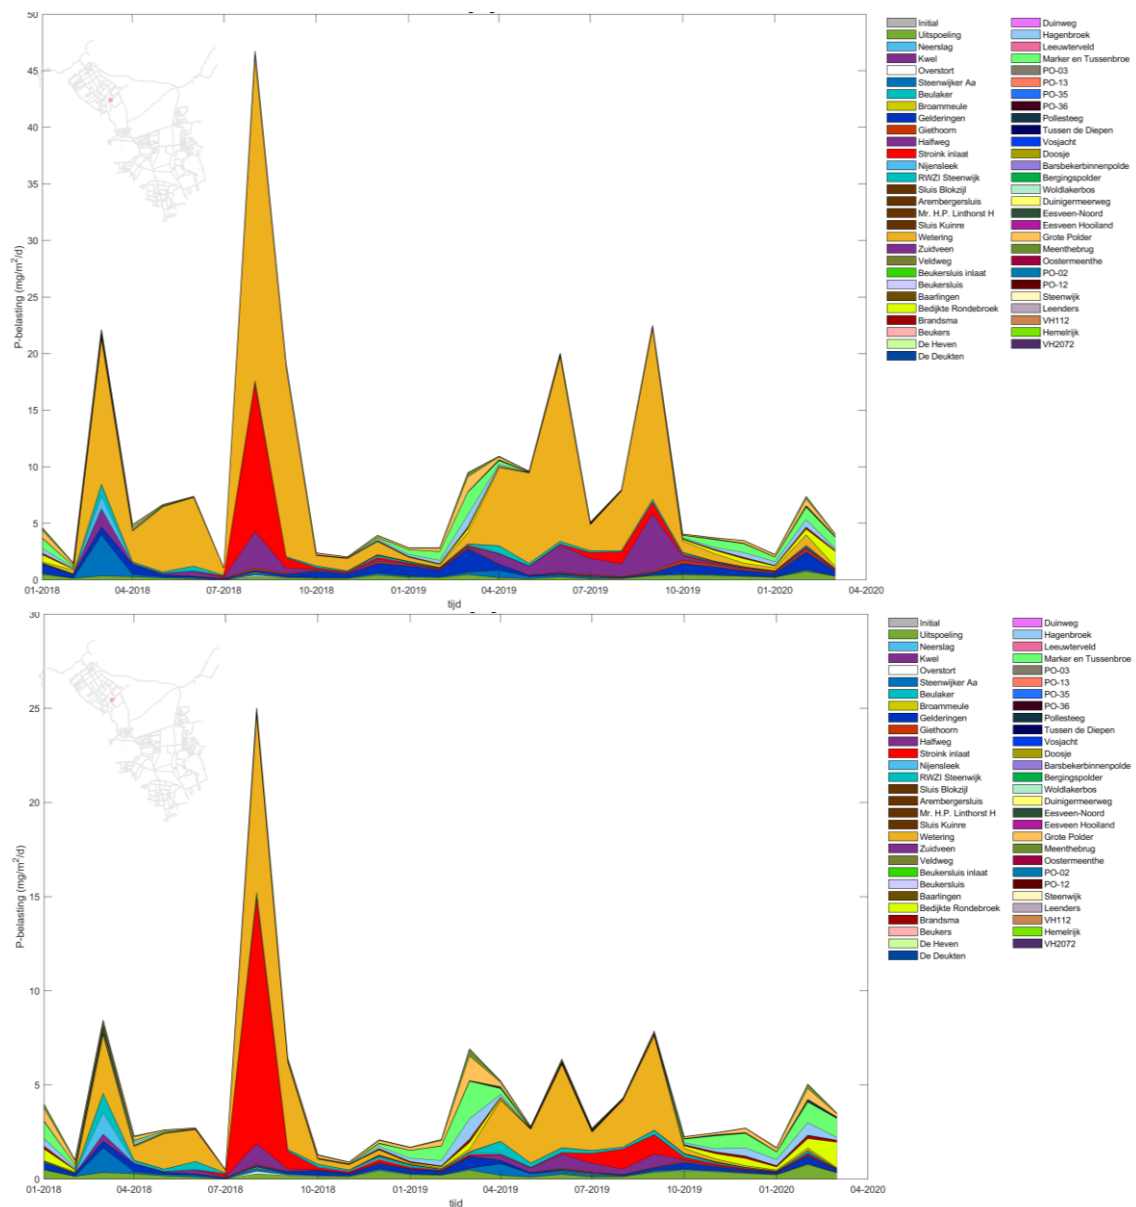 50
45
40
35
30
25
20
15
10
5
0
P-belasting (mg/m²/d)
01-2018
04-2018
07-2018
10-2018
01-2019
04-2019
07-2019
10-2019
01-2020
04-2020
tijd
Initial
Uitspoeling
Neerslag
Kwel
Overstort
Steenwijker Aa
Beulaker
Broammeule
Gelderingen
Giethoorn
Halfweg
Stroink inlaat
Nijensleek
RWZI Steenwijk
Sluis Blokzijl
Arembergersluis
Mr. H.P. Linthorst H
Sluis Kuinre
Wetering
Zuidveen
Veldweg
Beukersluis inlaat
Beukersluis
Baarlingen
Bedijkte Rondebroek
Brandsma
Beukers
De Heven
De Deukten
Duinweg
Hagenbroek
Leeuwterveld
Marker en Tussenbroe
PO-03
PO-13
PO-35
PO-36
Pollesteeg
Tussen de Diepen
Vosjacht
Doosje
Barsbekerbinnenpolde
Bergingspolder
Woldlakerbos
Duinigermeerweg
Eesveen-Noord
Eesveen Hooiland
Grote Polder
Meenthebrug
Oostermeenthe
PO-02
PO-12
Steenwijk
Leenders
VH112
Hemelrijk
VH2072
30
25
20
15
10
5
0
P-belasting (mg/m²/d)
01-2018
04-2018
07-2018
10-2018
01-2019
04-2019
07-2019
10-2019
01-2020
04-2020
tijd
Initial
Uitspoeling
Neerslag
Kwel
Overstort
Steenwijker Aa
Beulaker
Broammeule
Gelderingen
Giethoorn
Halfweg
Stroink inlaat
Nijensleek
RWZI Steenwijk
Sluis Blokzijl
Arembergersluis
Mr. H.P. Linthorst H
Sluis Kuinre
Wetering
Zuidveen
Veldweg
Beukersluis inlaat
Beukersluis
Baarlingen
Bedijkte Rondebroek
Brandsma
Beukers
De Heven
De Deukten
Duinweg
Hagenbroek
Leeuwterveld
Marker en Tussenbroe
PO-03
PO-13
PO-35
PO-36
Pollesteeg
Tussen de Diepen
Vosjacht
Doosje
Barsbekerbinnenpolde
Bergingspolder
Woldlakerbos
Duinigermeerweg
Eesveen-Noord
Eesveen Hooiland
Grote Polder
Meenthebrug
Oostermeenthe
PO-02
PO-12
Steenwijk
Leenders
VH112
Hemelrijk
VH2072